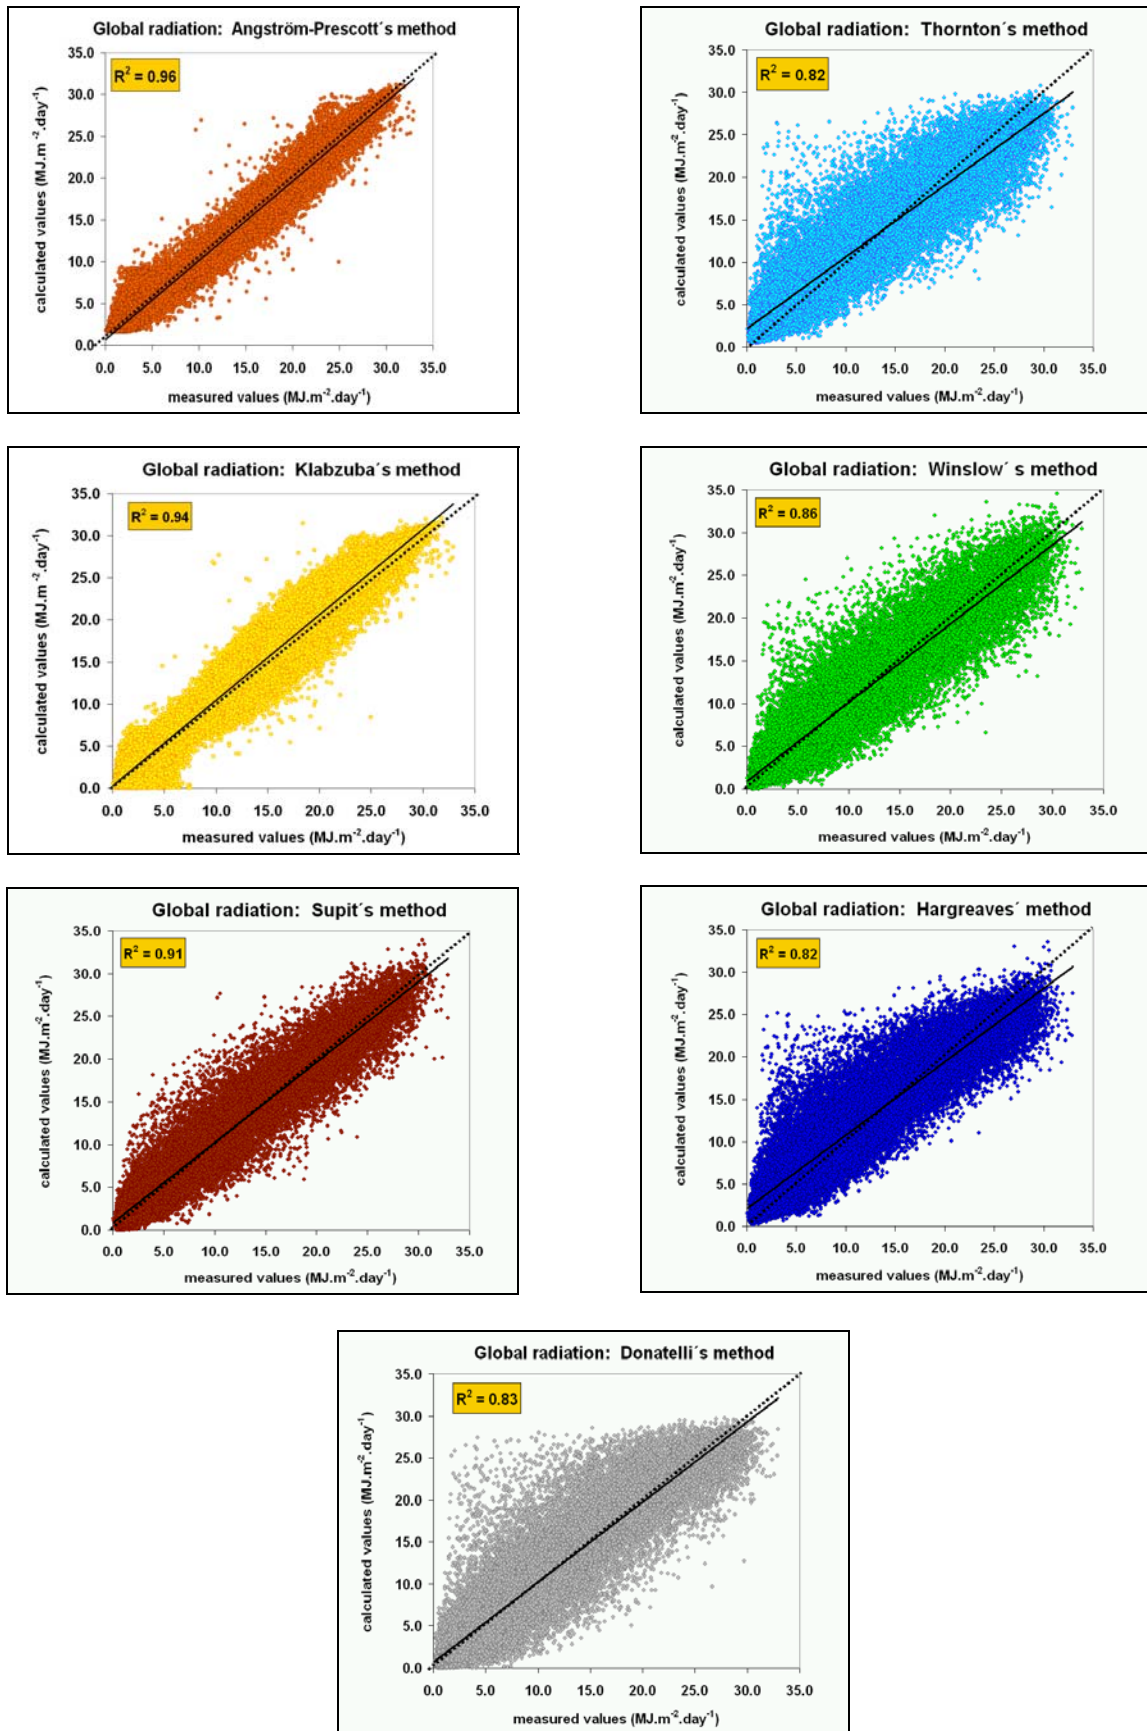 Global radiation: Angström-Prescott´s method
R² = 0.96
calculated values (MJ.m⁻².day⁻¹)
35.0
30.0
25.0
20.0
15.0
10.0
5.0
0.0
0.0 5.0 10.0 15.0 20.0 25.0 30.0 35.0
measured values (MJ.m⁻².day⁻¹)
Global radiation: Thornton´s method
R² = 0.82
calculated values (MJ.m⁻².day⁻¹)
35.0
30.0
25.0
20.0
15.0
10.0
5.0
0.0
0.0 5.0 10.0 15.0 20.0 25.0 30.0 35.0
measured values (MJ.m⁻².day⁻¹)
Global radiation: Klabzuba´s method
R² = 0.94
calculated values (MJ.m⁻².day⁻¹)
35.0
30.0
25.0
20.0
15.0
10.0
5.0
0.0
0.0 5.0 10.0 15.0 20.0 25.0 30.0 35.0
measured values (MJ.m⁻².day⁻¹)
Global radiation: Winslow´ s method
R² = 0.86
calculated values (MJ.m⁻².day⁻¹)
35.0
30.0
25.0
20.0
15.0
10.0
5.0
0.0
0.0 5.0 10.0 15.0 20.0 25.0 30.0 35.0
measured values (MJ.m⁻².day⁻¹)
Global radiation: Supit´s method
R² = 0.91
calculated values (MJ.m⁻².day⁻¹)
35.0
30.0
25.0
20.0
15.0
10.0
5.0
0.0
0.0 5.0 10.0 15.0 20.0 25.0 30.0 35.0
measured values (MJ.m⁻².day⁻¹)
Global radiation: Hargreaves´ method
R² = 0.82
calculated values (MJ.m⁻².day⁻¹)
35.0
30.0
25.0
20.0
15.0
10.0
5.0
0.0
0.0 5.0 10.0 15.0 20.0 25.0 30.0 35.0
measured values (MJ.m⁻².day⁻¹)
Global radiation: Donatelli´s method
R² = 0.83
calculated values (MJ.m⁻².day⁻¹)
35.0
30.0
25.0
20.0
15.0
10.0
5.0
0.0
0.0 5.0 10.0 15.0 20.0 25.0 30.0 35.0
measured values (MJ.m⁻².day⁻¹)